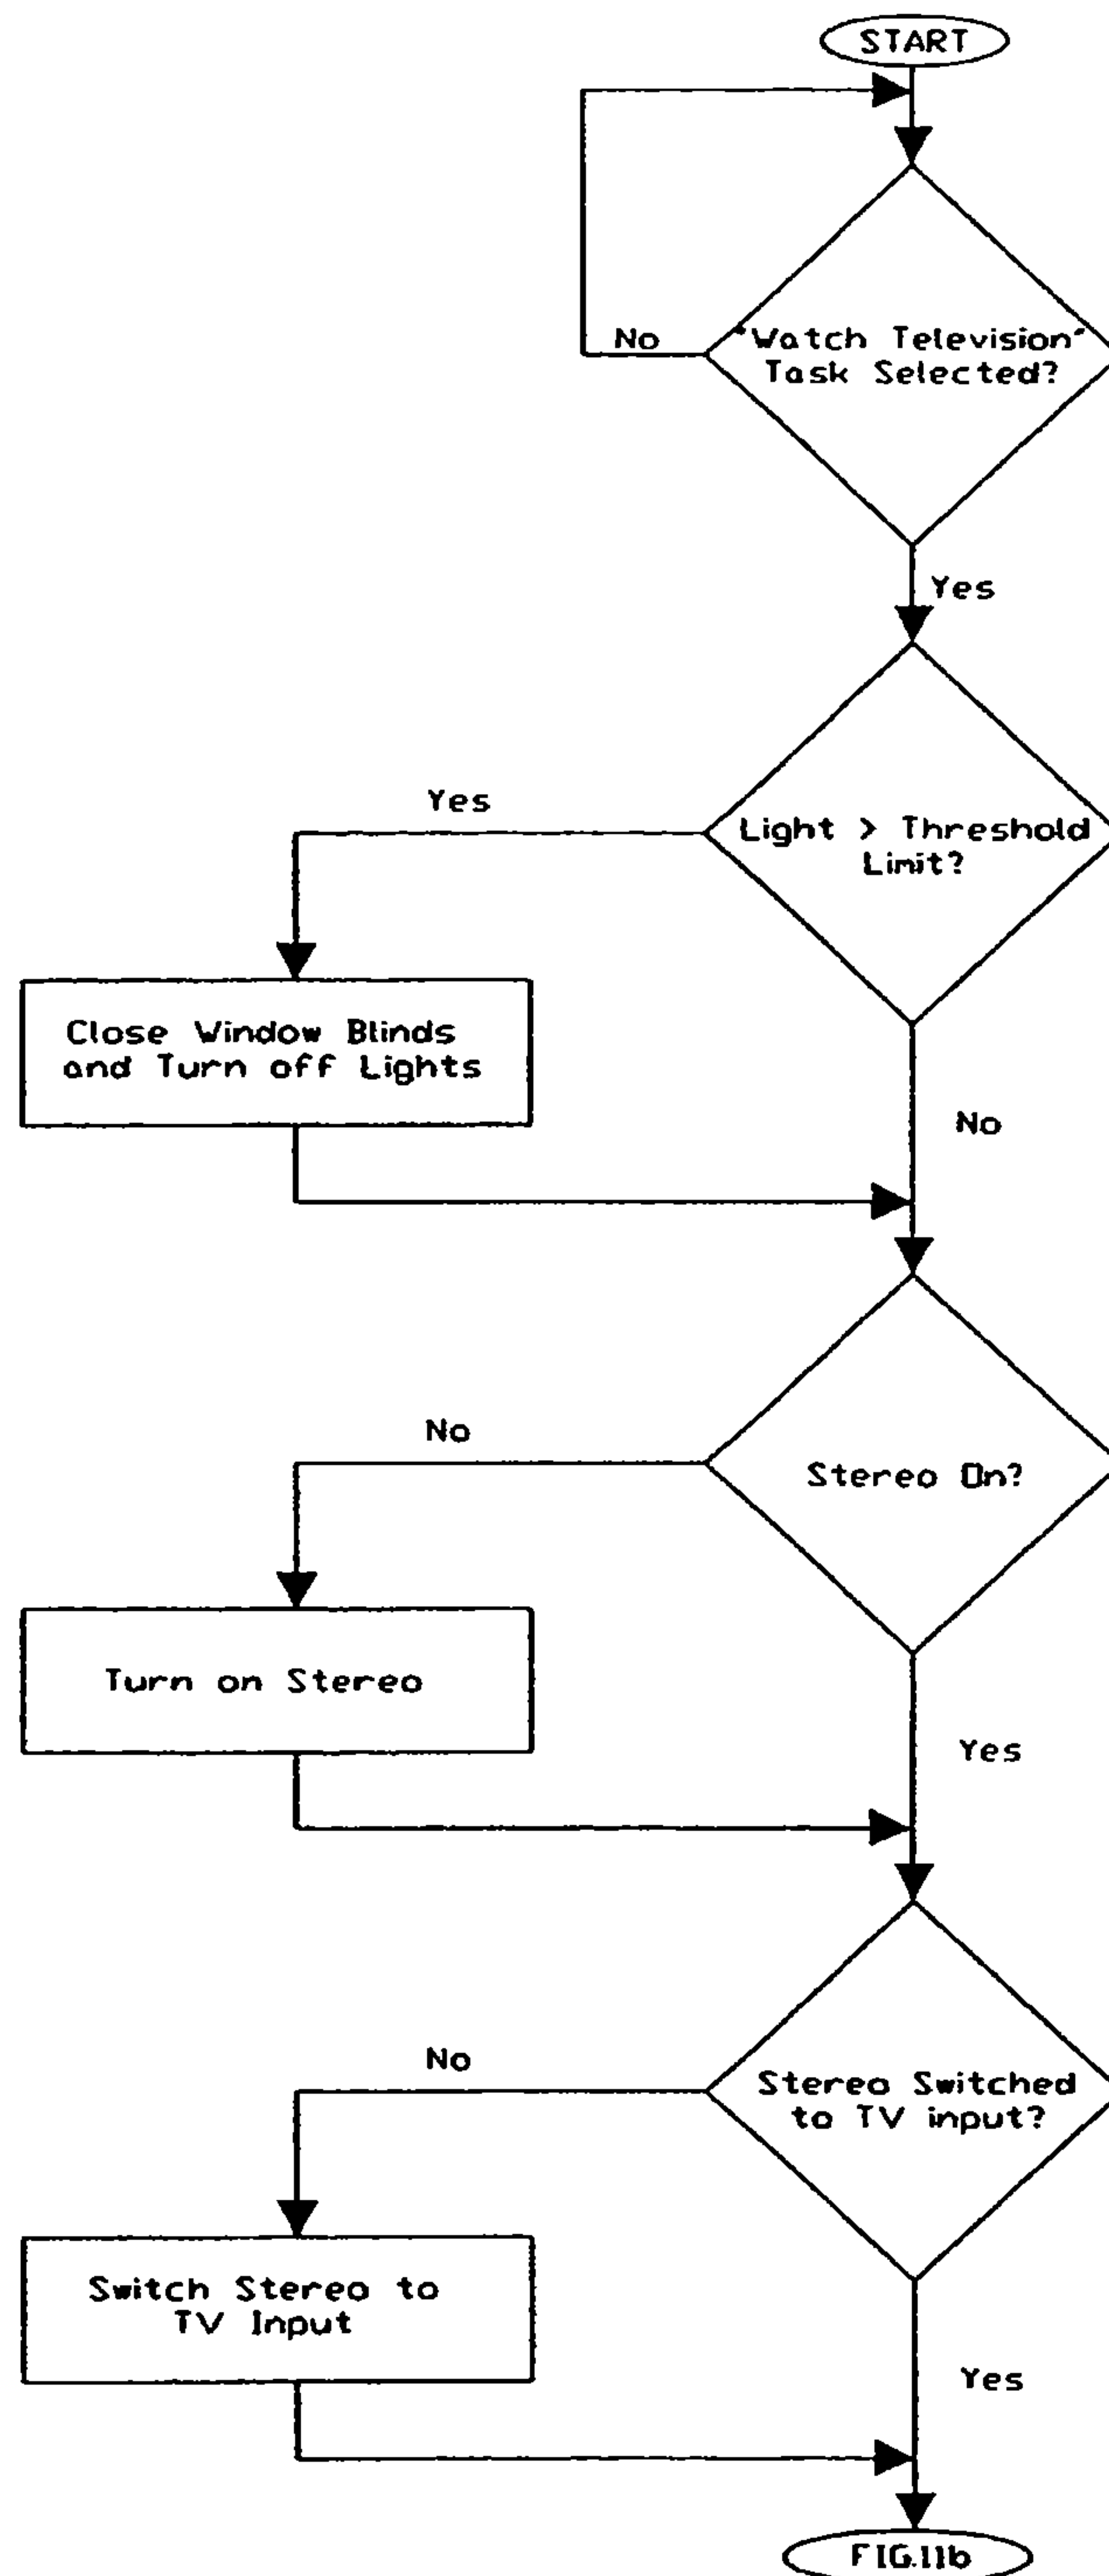 START
No
"Watch Television"
Task Selected?
Yes
Yes
Light > Threshold
Limit?
Close Window Blinds
and Turn off Lights
No
No
Stereo On?
Turn on Stereo
Yes
No
Stereo Switched
to TV input?
Switch Stereo to
TV Input
Yes
FIG.11b